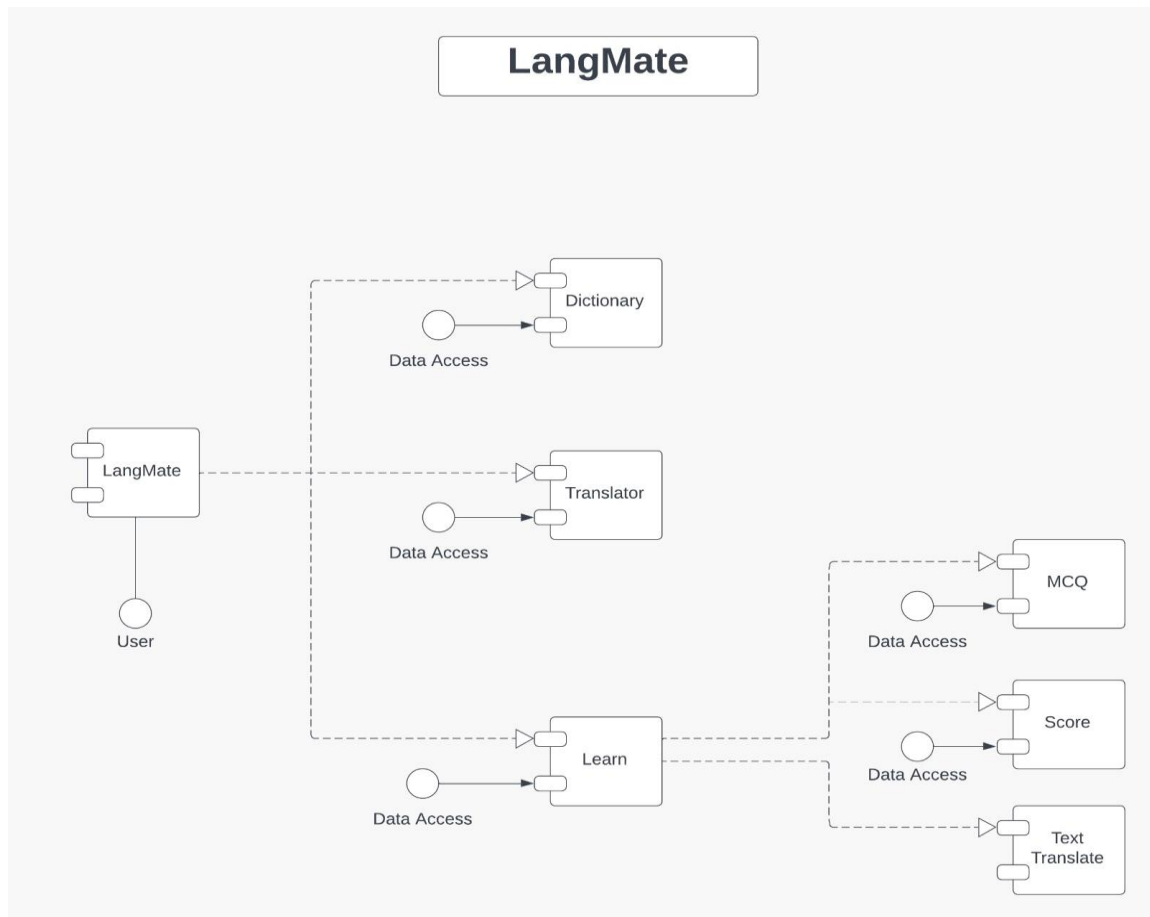 LangMate
Dictionary
Data Access
LangMate
Translator
Data Access
User
MCQ
Data Access
Score
Data Access
Learn
Data Access
Text
Translate